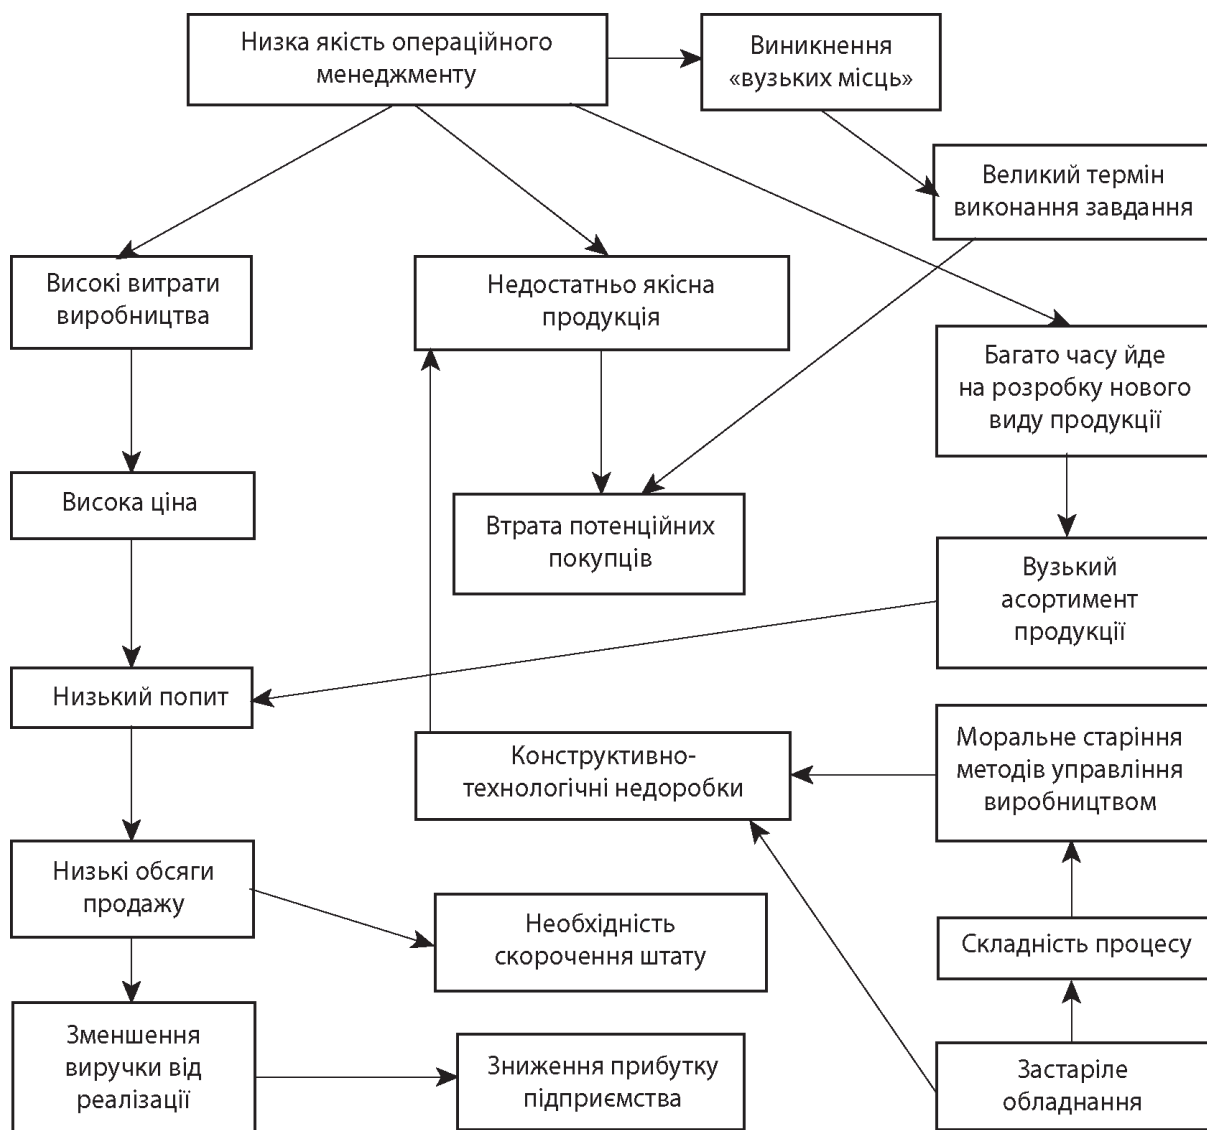 Низка якість операційного
менеджменту
Виникнення
«вузьких місць»
Великий термін
виконання завдання
Високі витрати
виробництва
Недостатньо якісна
продукція
Багато часу йде
на розробку нового
виду продукції
Висока ціна
Втрата потенційних
покупців
Вузький
асортимент
продукції
Низький попит
Конструктивно-
технологічні недоробки
Моральне старіння
методів управління
виробництвом
Низькі обсяги
продажу
Необхідність
скорочення штату
Складність процесу
Зменшення
виручки від
реалізації
Зниження прибутку
підприємства
Застаріле
обладнання